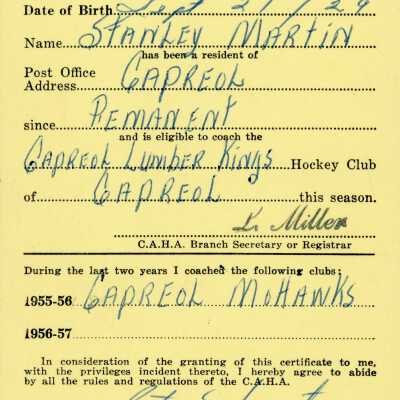 Date of Birth Sept 27/29
Name STANLEY MARTIN
has been a resident of
Post Office
Address CAPREOL
since PEMANENT
and is eligible to coach the
CAPREOL LUMBER KINGS Hockey Club
of CAPREOL this season.
L. Miller
C.A.H.A. Branch Secretary or Registrar
During the last two years I coached the following clubs:
1955-56 CAPREOL MOHAWKS
1956-57
In consideration of the granting of this certificate to me,
with the privileges incident thereto, I hereby agree to abide
by all the rules and regulations of the C.A.H.A.